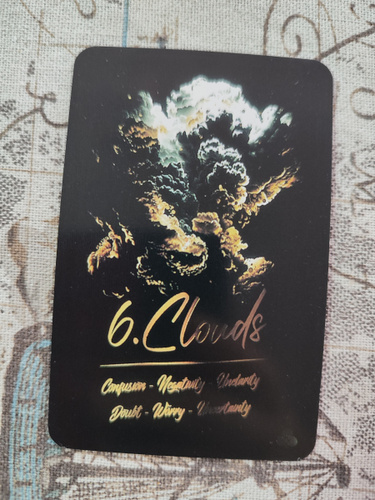 6. Clouds
Confusion - Negativity - Unclarity
Doubt - Worry - Uncertainty